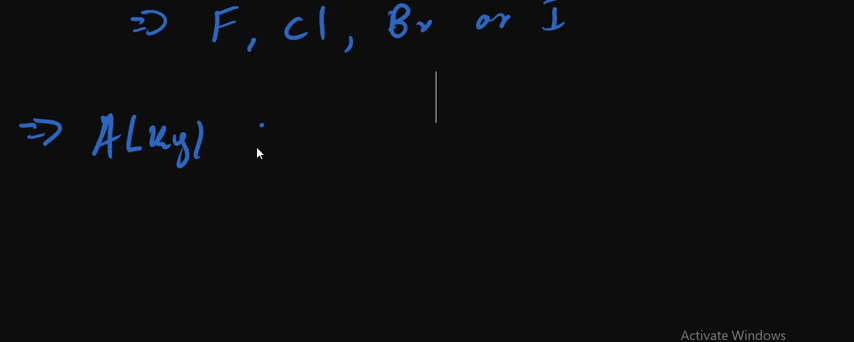 ⇒ F, Cl, Br or I
⇒ Alkyl
Activate Windows